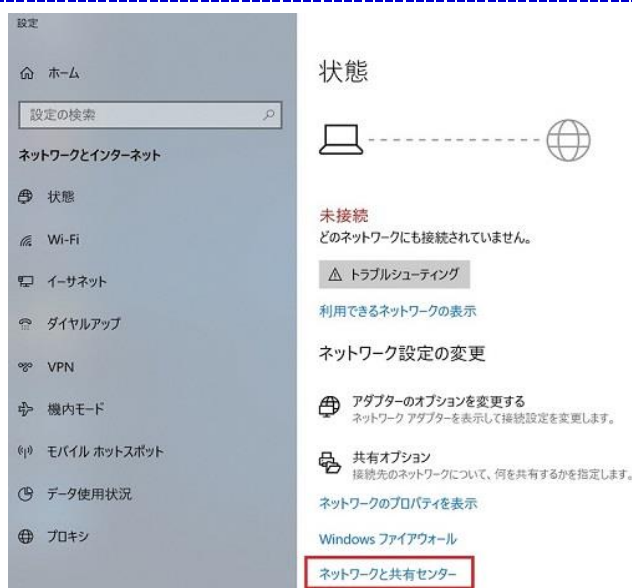 設定
ホーム
設定の検索
ネットワークとインターネット
状態
Wi-Fi
イーサネット
ダイヤルアップ
VPN
機内モード
モバイル ホットスポット
データ使用状況
プロキシ
状態
未接続
どのネットワークにも接続されていません。
トラブルシューティング
利用できるネットワークの表示
ネットワーク設定の変更
アダプターのオプションを変更する
ネットワーク アダプターを表示して接続設定を変更します。
共有オプション
接続先のネットワークについて、何を共有するかを指定します。
ネットワークのプロパティを表示
Windows ファイアウォール
ネットワークと共有センター